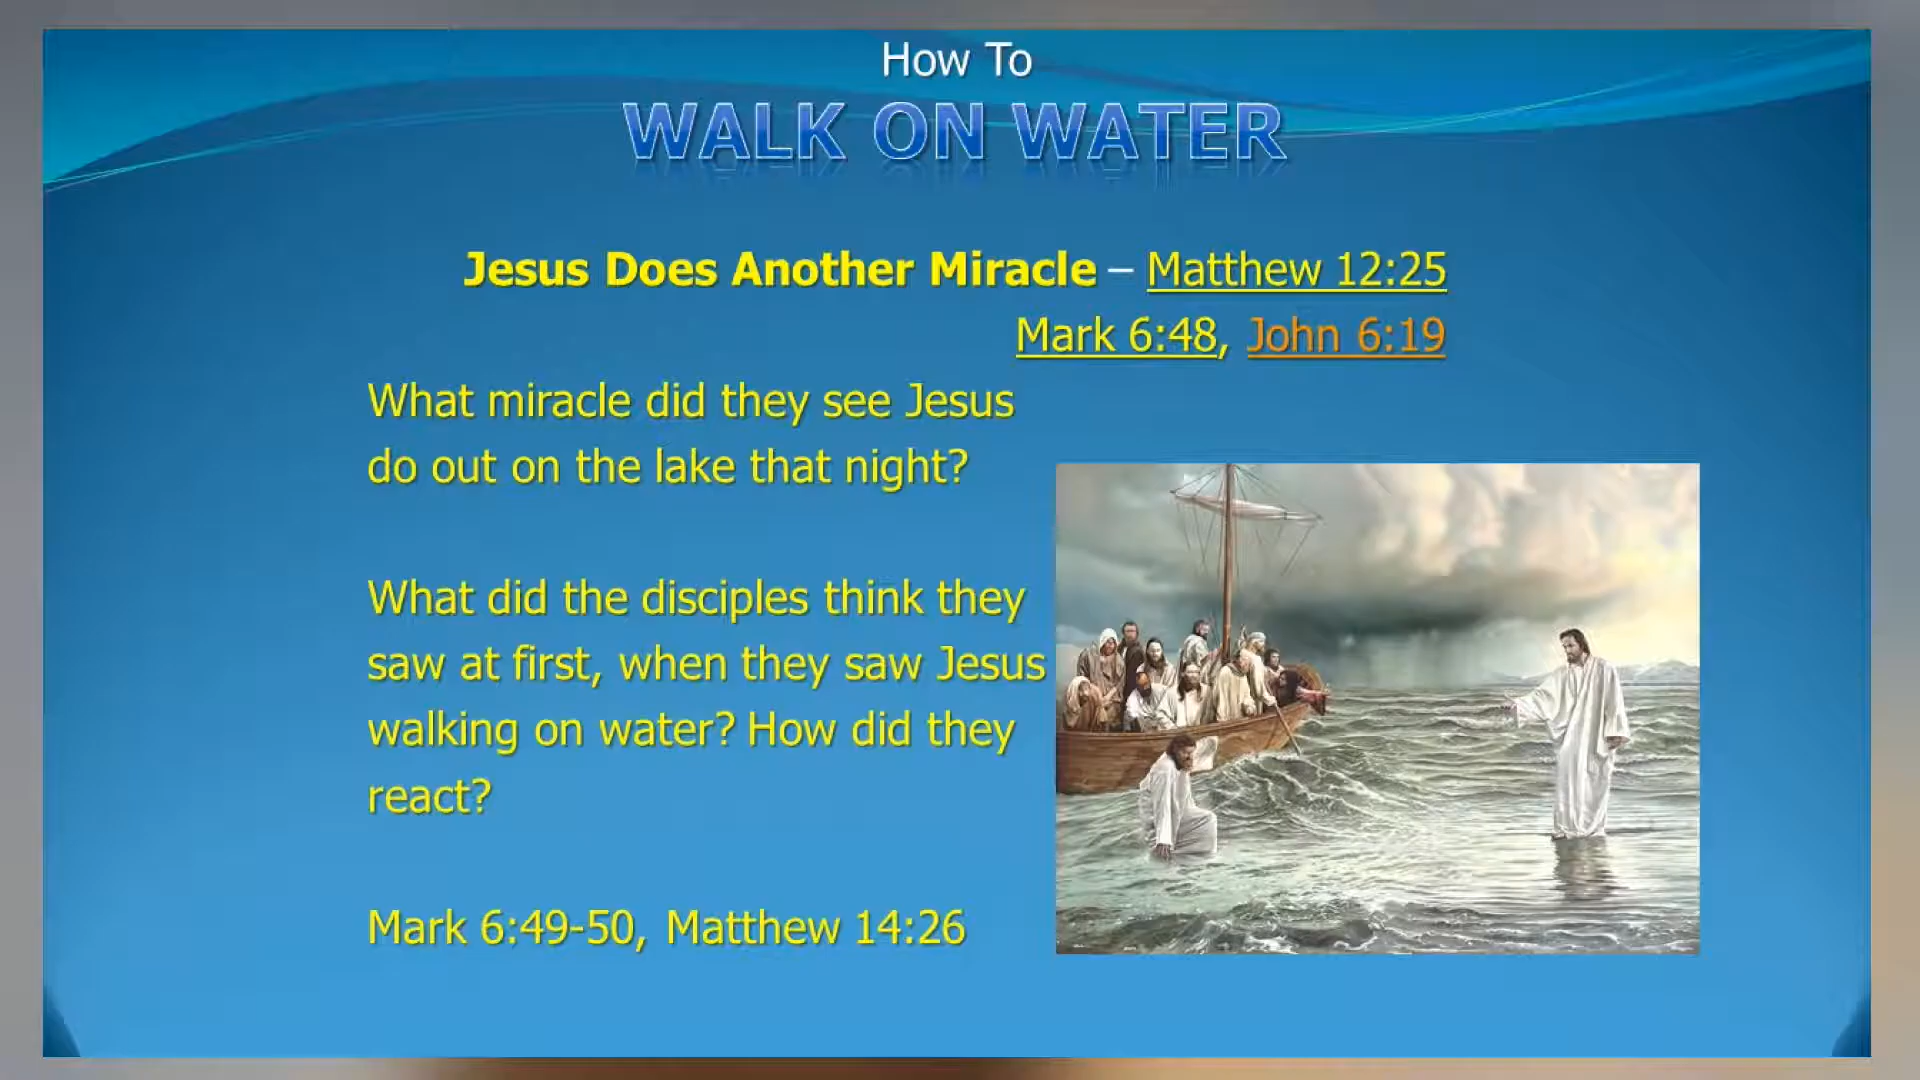 How To
WALK ON WATER
Jesus Does Another Miracle – Matthew 12:25
Mark 6:48, John 6:19
What miracle did they see Jesus
do out on the lake that night?
What did the disciples think they
saw at first, when they saw Jesus
walking on water? How did they
react?
Mark 6:49-50, Matthew 14:26